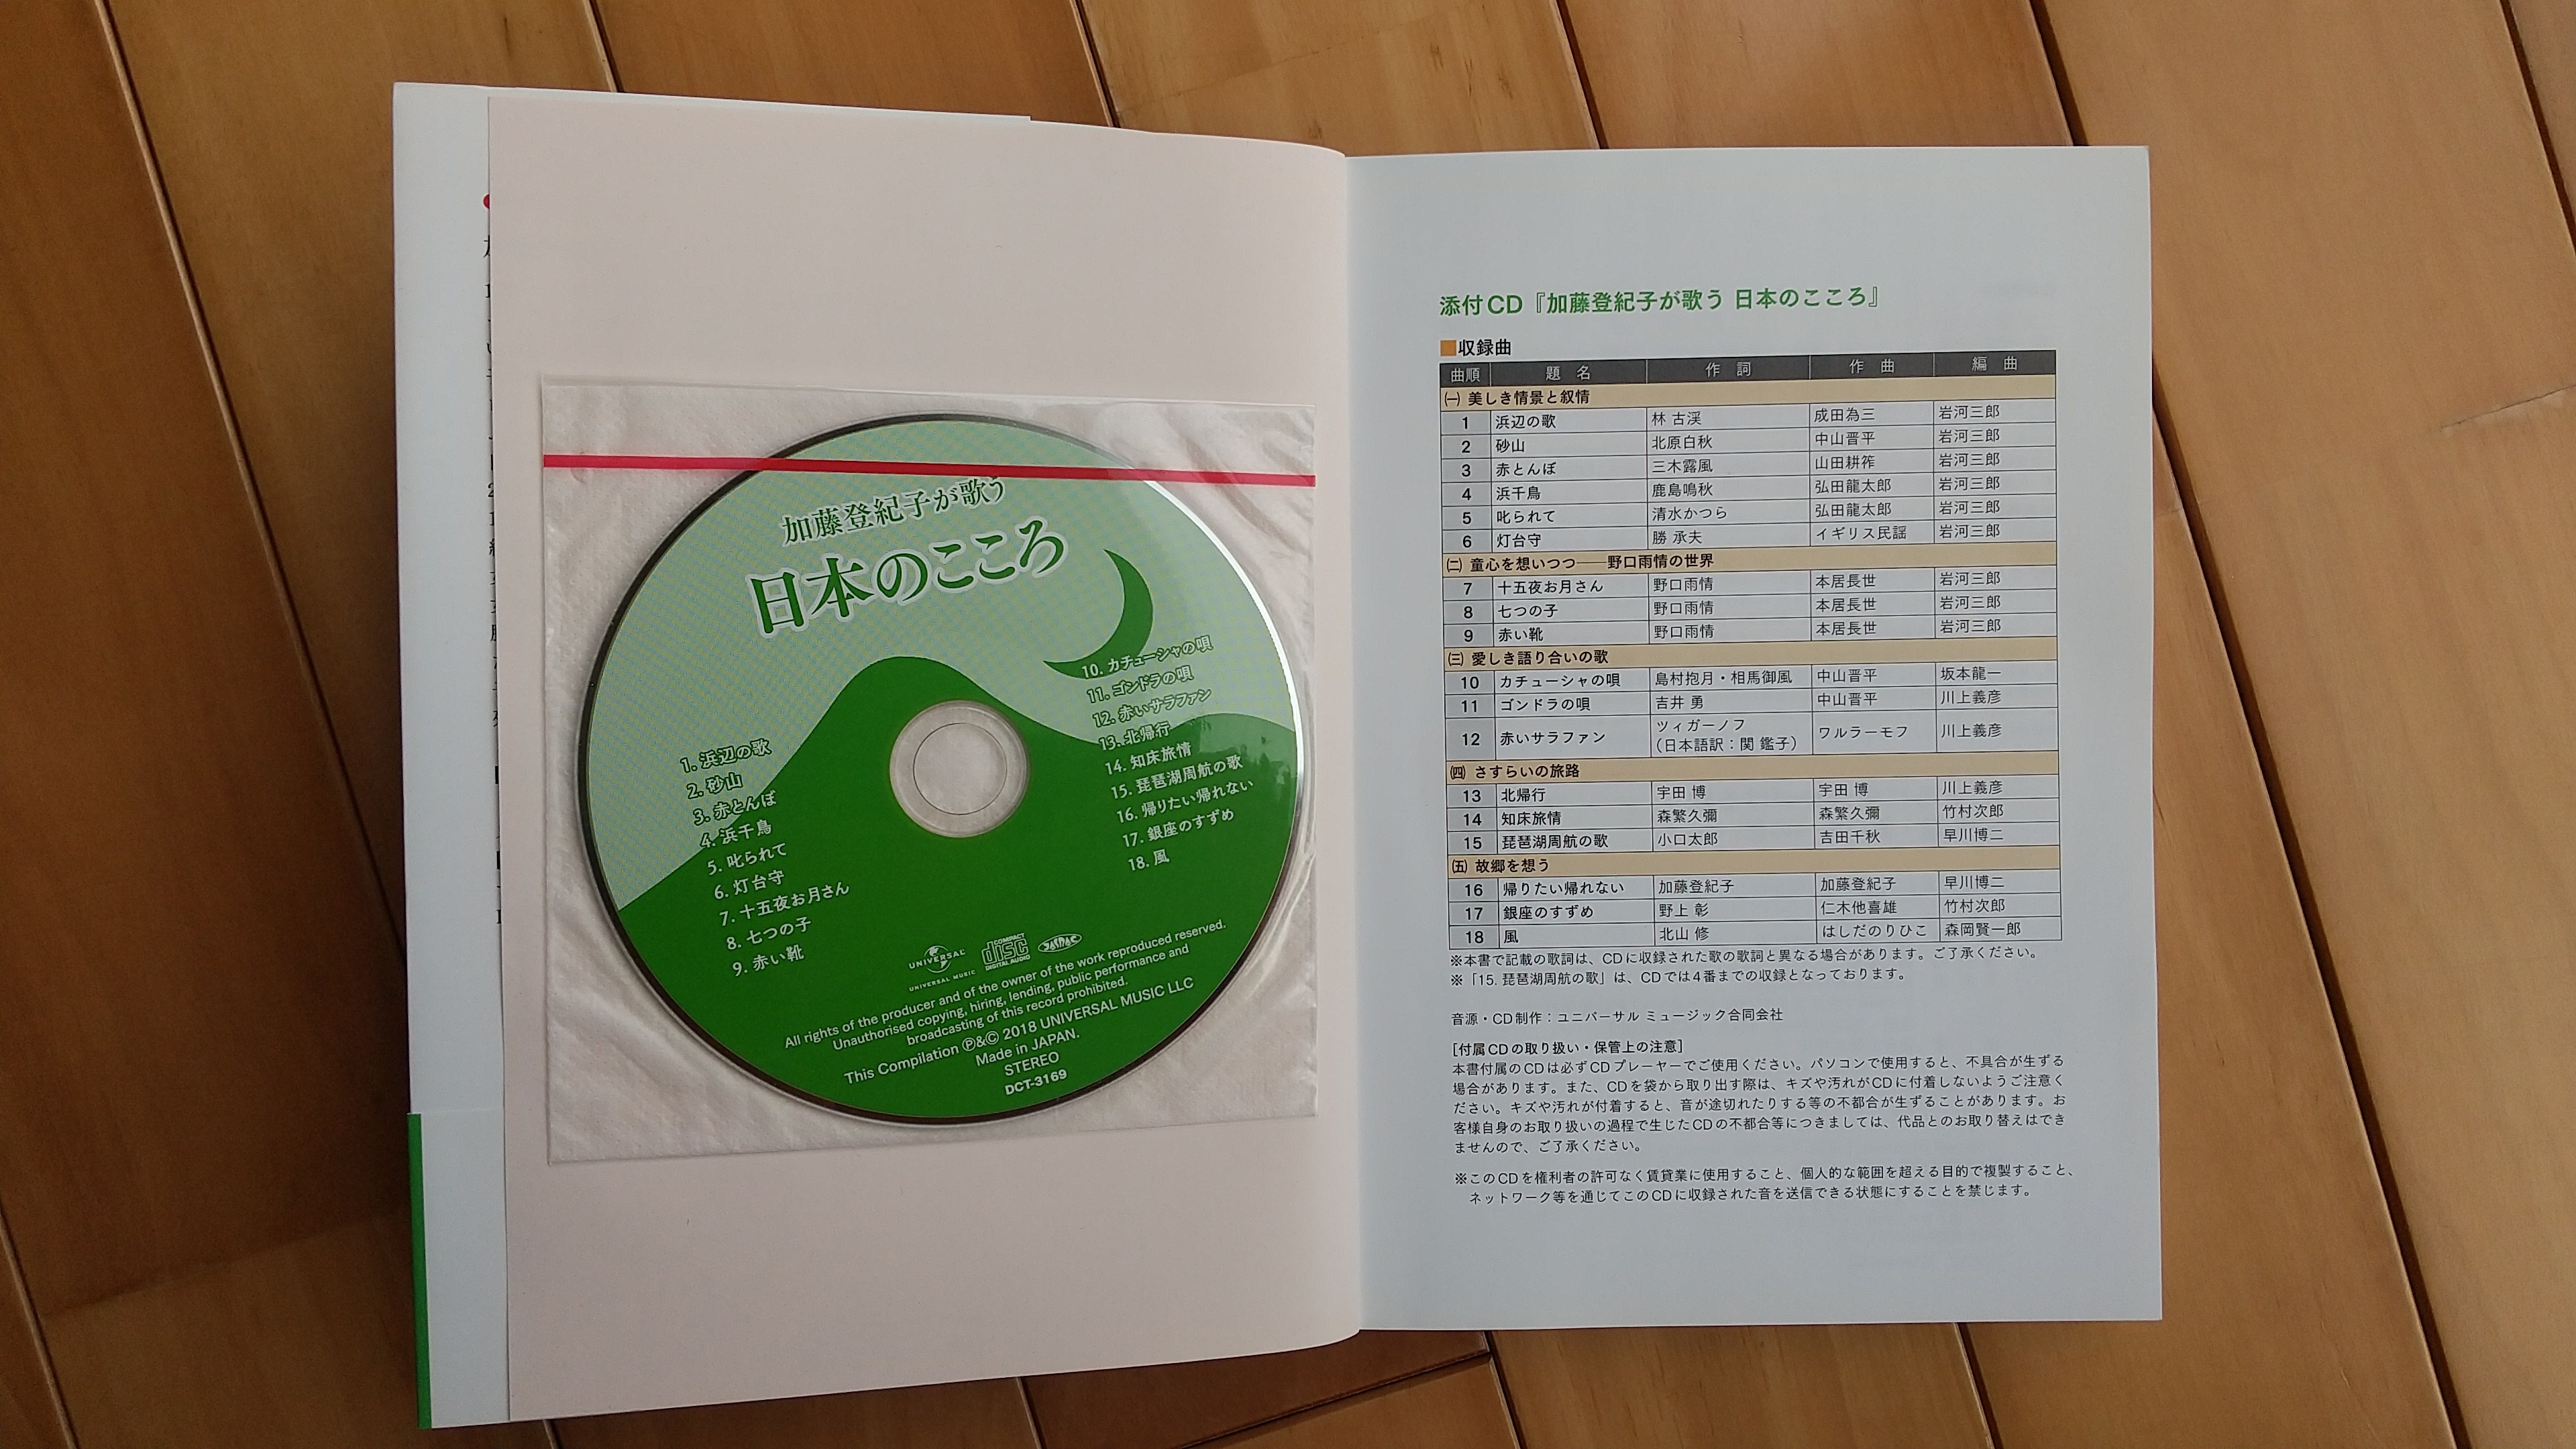 加藤登紀子が歌う
日本のこころ
1. 浜辺の歌
2. 砂山
3. 赤とんぼ
4. 浜千鳥
5. 叱られて
6. 灯台守
7. 十五夜お月さん
8. 七つの子
9. 赤い靴
10. カチューシャの唄
11. ゴンドラの唄
12. 赤いサラファン
13. 北帰行
14. 知床旅情
15. 琵琶湖周航の歌
16. 帰りたい帰れない
17. 銀座のすずめ
18. 風
UNIVERSAL
UNIVERSAL MUSIC
COMPACT
disc
DIGITAL AUDIO
All rights of the producer and of the owner of the work reproduced reserved.
Unauthorised copying, hiring, lending, public performance and
broadcasting of this record prohibited.
This Compilation ℗&© 2018 UNIVERSAL MUSIC LLC
Made in JAPAN.
STEREO
DCT-3169
添付CD『加藤登紀子が歌う 日本のこころ』
■収録曲
曲順 題 名 作 詞 作 曲 編 曲
㈠ 美しき情景と叙情
1 浜辺の歌 林 古渓 成田為三 岩河三郎
2 砂山 北原白秋 中山晋平 岩河三郎
3 赤とんぼ 三木露風 山田耕筰 岩河三郎
4 浜千鳥 鹿島鳴秋 弘田龍太郎 岩河三郎
5 叱られて 清水かつら 弘田龍太郎 岩河三郎
6 灯台守 勝 承夫 イギリス民謡 岩河三郎
㈡ 童心を想いつつ──野口雨情の世界
7 十五夜お月さん 野口雨情 本居長世 岩河三郎
8 七つの子 野口雨情 本居長世 岩河三郎
9 赤い靴 野口雨情 本居長世 岩河三郎
㈢ 愛しき語り合いの歌
10 カチューシャの唄 島村抱月・相馬御風 中山晋平 坂本龍一
11 ゴンドラの唄 吉井 勇 中山晋平 川上義彦
12 赤いサラファン ツィガーノフ ワルラーモフ 川上義彦
（日本語訳：関 鑑子）
㈣ さすらいの旅路
13 北帰行 宇田 博 宇田 博 川上義彦
14 知床旅情 森繁久彌 森繁久彌 竹村次郎
15 琵琶湖周航の歌 小口太郎 吉田千秋 早川博二
㈤ 故郷を想う
16 帰りたい帰れない 加藤登紀子 加藤登紀子 早川博二
17 銀座のすずめ 野上 彰 仁木他喜雄 竹村次郎
18 風 北山 修 はしだのりひこ 森岡賢一郎
※本書で記載の歌詞は、CDに収録された歌の歌詞と異なる場合があります。ご了承ください。
※「15. 琵琶湖周航の歌」は、CDでは4番までの収録となっております。
音源・CD制作：ユニバーサル ミュージック合同会社
［付属CDの取り扱い・保管上の注意］
本書付属のCDは必ずCDプレーヤーでご使用ください。パソコンで使用すると、不具合が生ずる
場合があります。また、CDを袋から取り出す際は、キズや汚れがCDに付着しないようご注意く
ださい。キズや汚れが付着すると、音が途切れたりする等の不都合が生ずることがあります。お
客様自身のお取り扱いの過程で生じたCDの不都合等につきましては、代品とのお取り替えはでき
ませんので、ご了承ください。
※このCDを権利者の許可なく賃貸業に使用すること、個人的な範囲を超える目的で複製すること、
ネットワーク等を通じてこのCDに収録された音を送信できる状態にすることを禁じます。